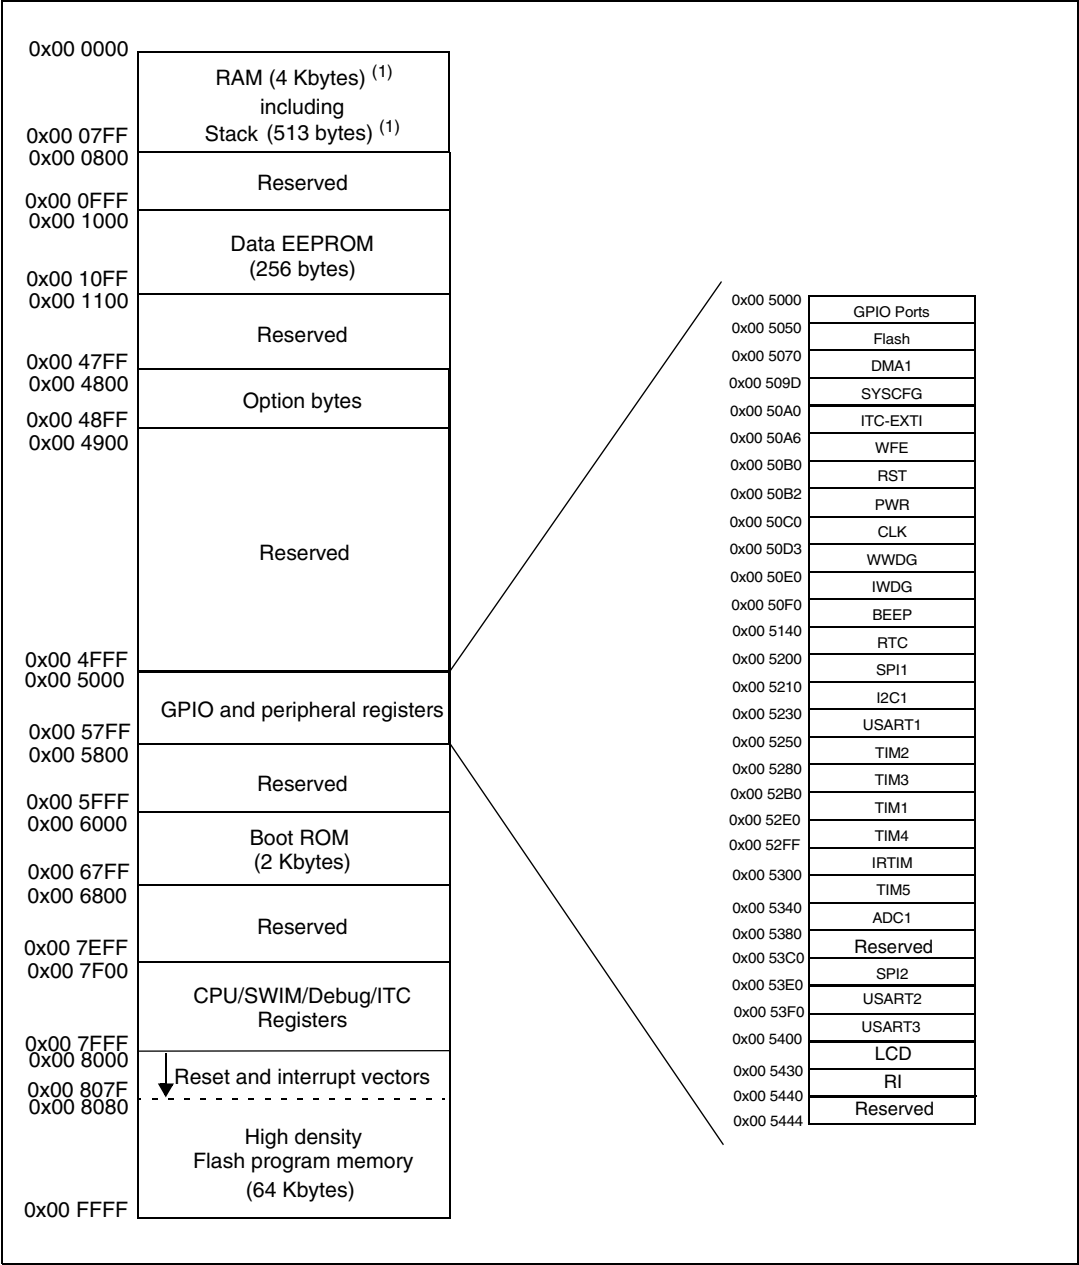 0x00 0000
RAM (4 Kbytes) (1)
including
Stack (513 bytes) (1)
0x00 07FF
0x00 0800
Reserved
0x00 0FFF
0x00 1000
Data EEPROM
(256 bytes)
0x00 10FF
0x00 1100
Reserved
0x00 47FF
0x00 4800
Option bytes
0x00 48FF
0x00 4900
Reserved
0x00 4FFF
0x00 5000
GPIO and peripheral registers
0x00 57FF
0x00 5800
Reserved
0x00 5FFF
0x00 6000
Boot ROM
(2 Kbytes)
0x00 67FF
0x00 6800
Reserved
0x00 7EFF
0x00 7F00
CPU/SWIM/Debug/ITC
Registers
0x00 7FFF
0x00 8000
Reset and interrupt vectors
0x00 807F
0x00 8080
High density
Flash program memory
(64 Kbytes)
0x00 FFFF
0x00 5000
GPIO Ports
0x00 5050
Flash
0x00 5070
DMA1
0x00 509D
SYSCFG
0x00 50A0
ITC-EXTI
0x00 50A6
WFE
0x00 50B0
RST
0x00 50B2
PWR
0x00 50C0
CLK
0x00 50D3
WWDG
0x00 50E0
IWDG
0x00 50F0
BEEP
0x00 5140
RTC
0x00 5200
SPI1
0x00 5210
I2C1
0x00 5230
USART1
0x00 5250
TIM2
0x00 5280
TIM3
0x00 52B0
TIM1
0x00 52E0
TIM4
0x00 52FF
IRTIM
0x00 5300
TIM5
0x00 5340
ADC1
0x00 5380
Reserved
0x00 53C0
SPI2
0x00 53E0
USART2
0x00 53F0
USART3
0x00 5400
LCD
0x00 5430
RI
0x00 5440
Reserved
0x00 5444